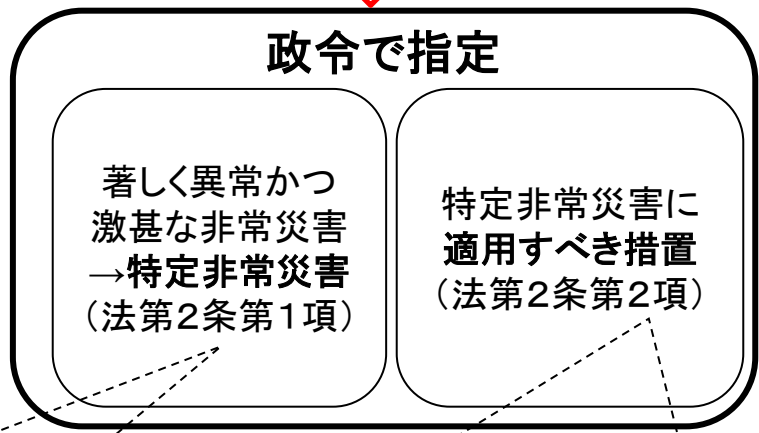 政令で指定
著しく異常かつ
激甚な非常災害
→特定非常災害
（法第２条第１項）
特定非常災害に
適用すべき措置
（法第２条第２項）